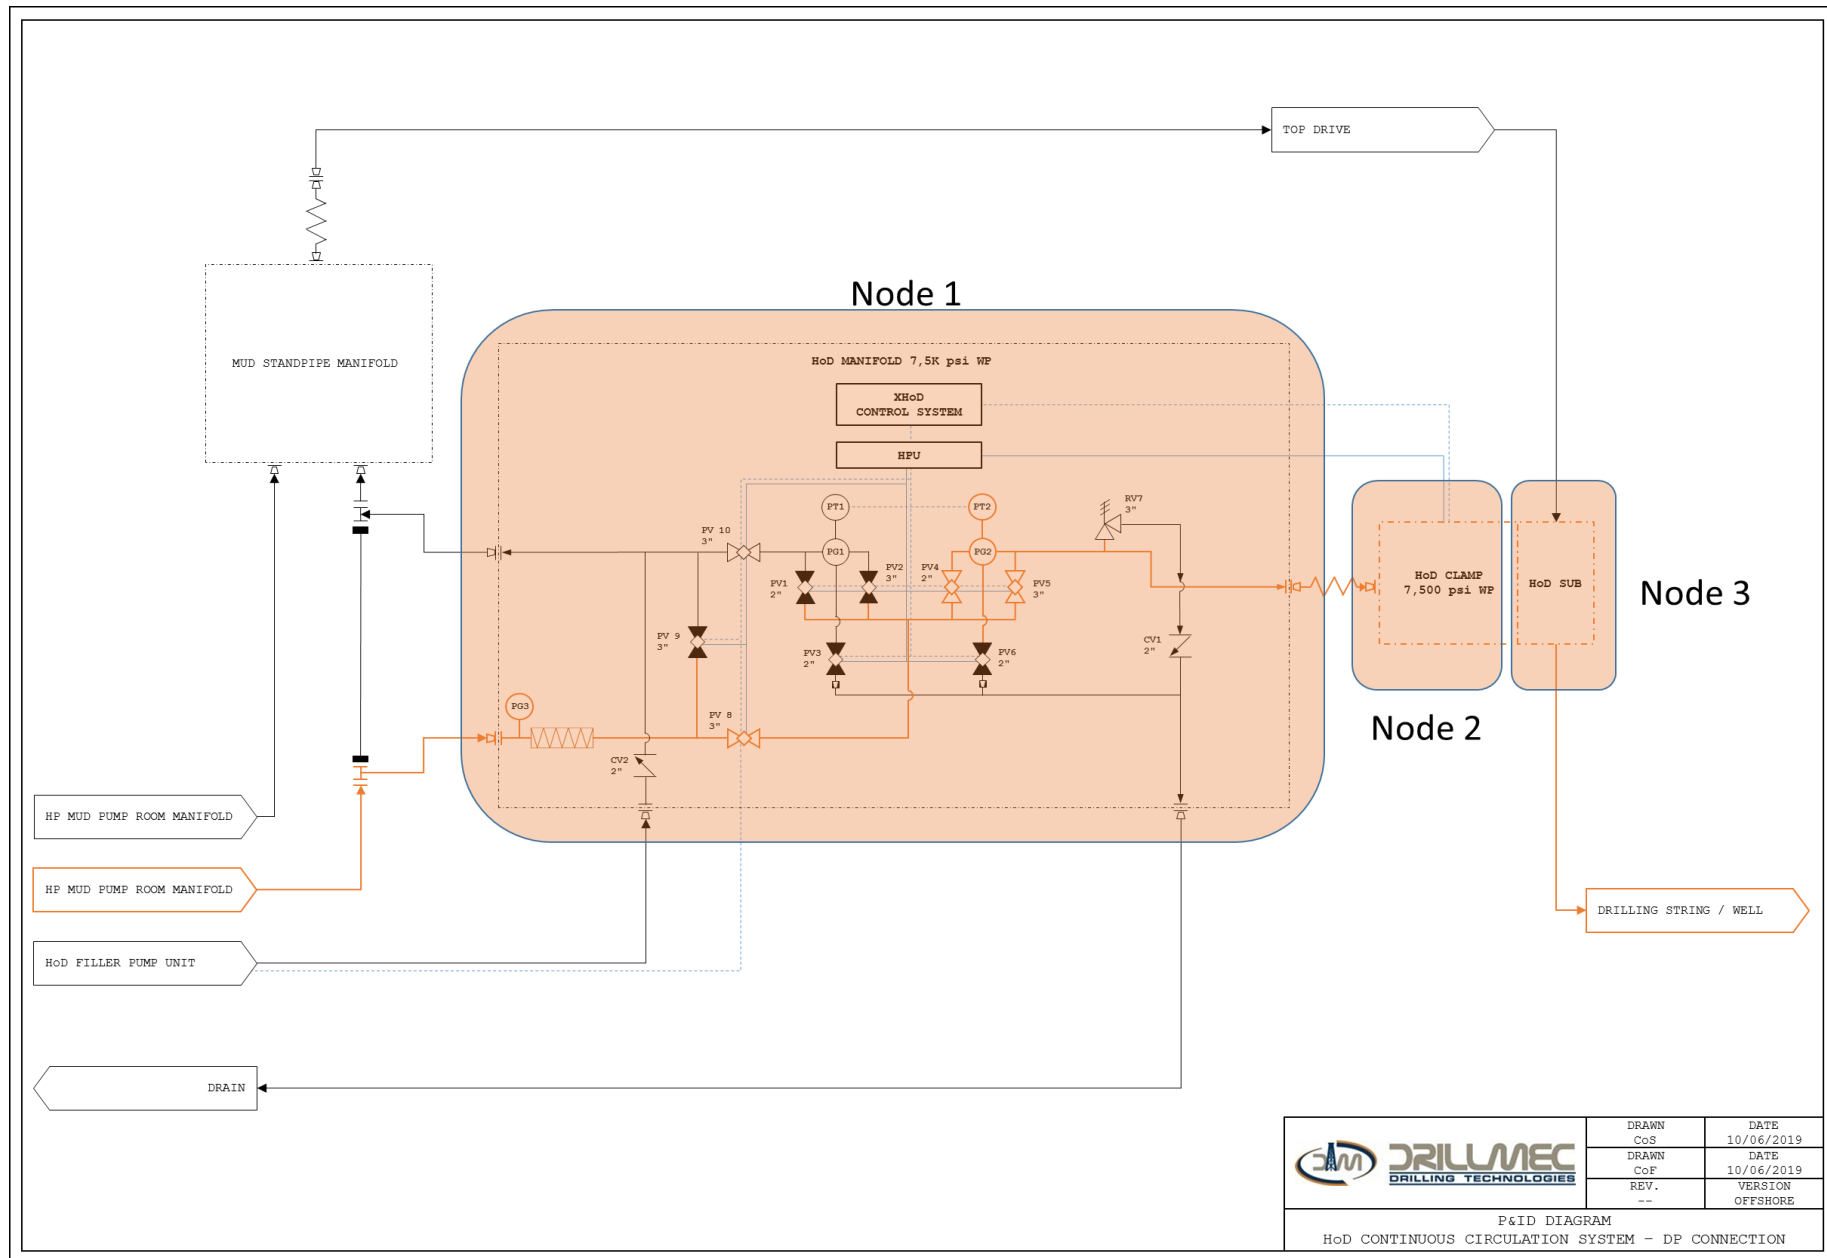 TOP DRIVE
Node 1
MUD STANDPIPE MANIFOLD
HoD MANIFOLD 7,5K psi WP
XHoD
CONTROL SYSTEM
HPU
PT1
PT2
RV7
3"
PV 10
3"
PG1
PG2
PV1
2"
PV2
3"
PV4
2"
PV5
3"
HoD CLAMP
7,500 psi WP
HoD SUB
Node 3
PV 9
3"
PV3
2"
PV6
2"
CV1
2"
PG3
PV 8
3"
Node 2
CV2
2"
HP MUD PUMP ROOM MANIFOLD
HP MUD PUMP ROOM MANIFOLD
DRILLING STRING / WELL
HoD FILLER PUMP UNIT
DRAIN
DM
DRILLMEC
DRILLING TECHNOLOGIES
DRAWN
CoS
DATE
10/06/2019
DRAWN
CoF
DATE
10/06/2019
REV.
--
VERSION
OFFSHORE
P&ID DIAGRAM
HoD CONTINUOUS CIRCULATION SYSTEM – DP CONNECTION